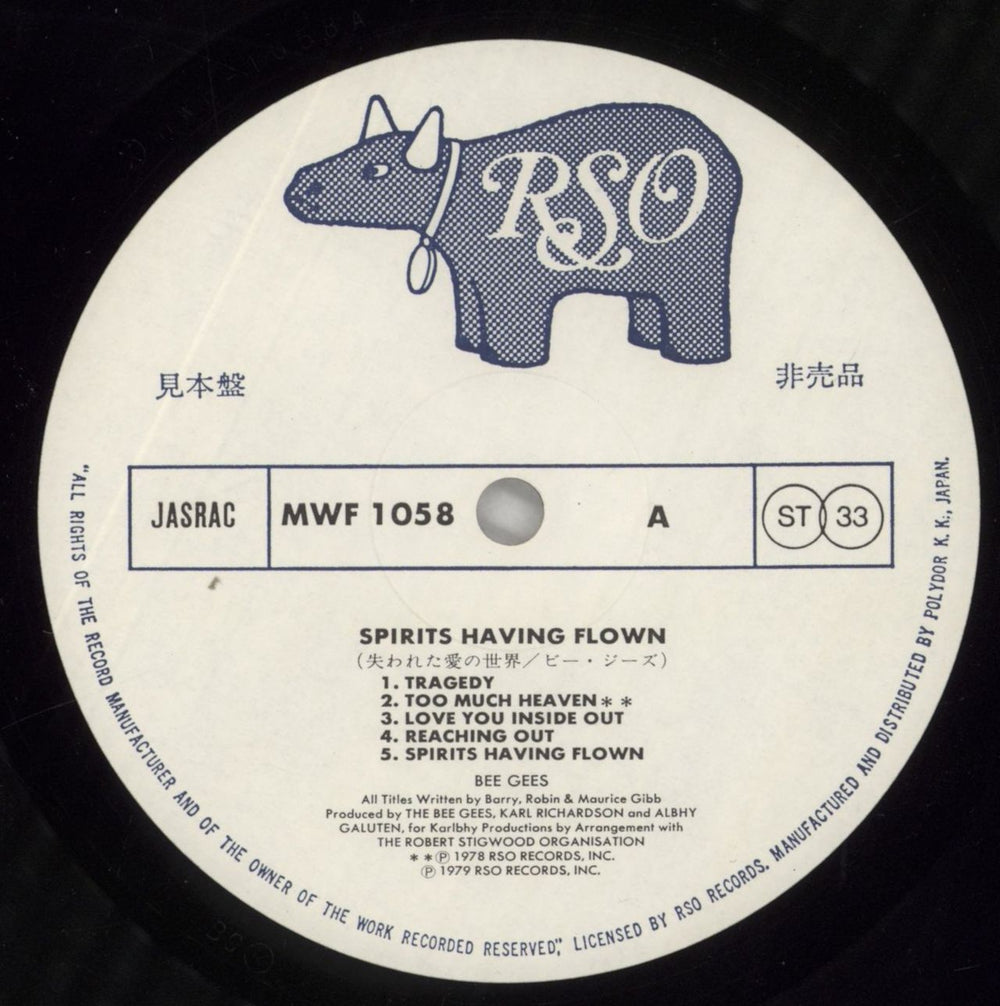 RSO
見本盤
非売品
JASRAC
MWF 1058
A
ST 33
SPIRITS HAVING FLOWN
(失われた愛の世界/ビー・ジーズ)
1. TRAGEDY
2. TOO MUCH HEAVEN＊＊
3. LOVE YOU INSIDE OUT
4. REACHING OUT
5. SPIRITS HAVING FLOWN
BEE GEES
All Titles Written by Barry, Robin & Maurice Gibb
Produced by THE BEE GEES, KARL RICHARDSON and ALBHY
GALUTEN, for Karlbhy Productions by Arrangement with
THE ROBERT STIGWOOD ORGANISATION
＊＊Ⓟ 1978 RSO RECORDS, INC.
Ⓟ 1979 RSO RECORDS, INC.
"ALL RIGHTS OF THE RECORD MANUFACTURER AND OF THE OWNER OF THE WORK RECORDED RESERVED", LICENSED BY RSO RECORDS. MANUFACTURED AND DISTRIBUTED BY POLYDOR K. K., JAPAN.